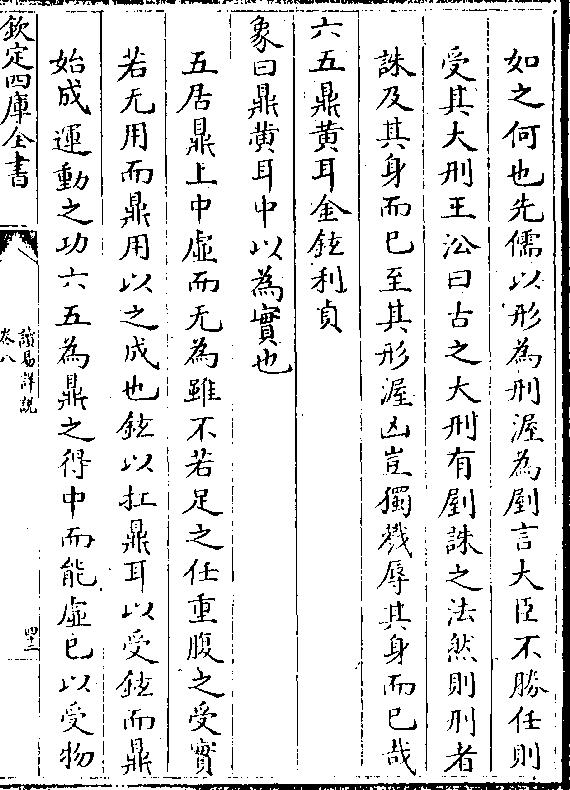 如之何也先儒以形為刑渥為劅言大臣不勝任則
受其大刑王㳂曰古之大刑有劅誅之法然則刑者
誅及其身而已至其形渥凶豈獨戮辱其身而已哉
六五鼎黄耳金鉉利貞
象曰鼎黄耳中以為實也
五居鼎上中虛而无為雖不若足之任重腹之受實
若无用而鼎用以之成也鉉以扛鼎耳以受鉉而鼎
始成運動之功六五為鼎之得中而能虛已以受物
欽定四庫全書
讀易詳說
卷八
四十二